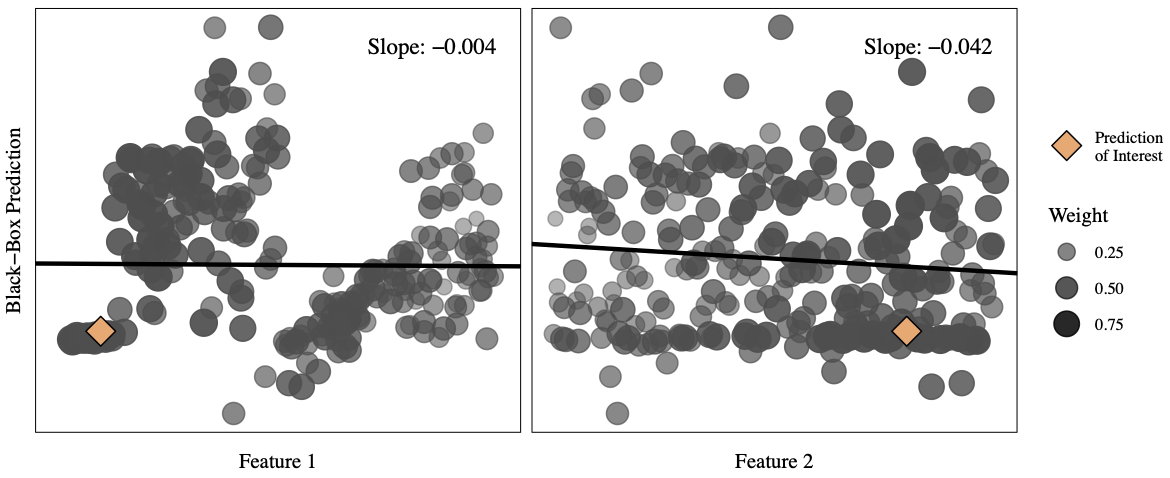 Slope: −0.004
Slope: −0.042
Black−Box Prediction
Feature 1
Feature 2
Prediction
of Interest
Weight
0.25
0.50
0.75